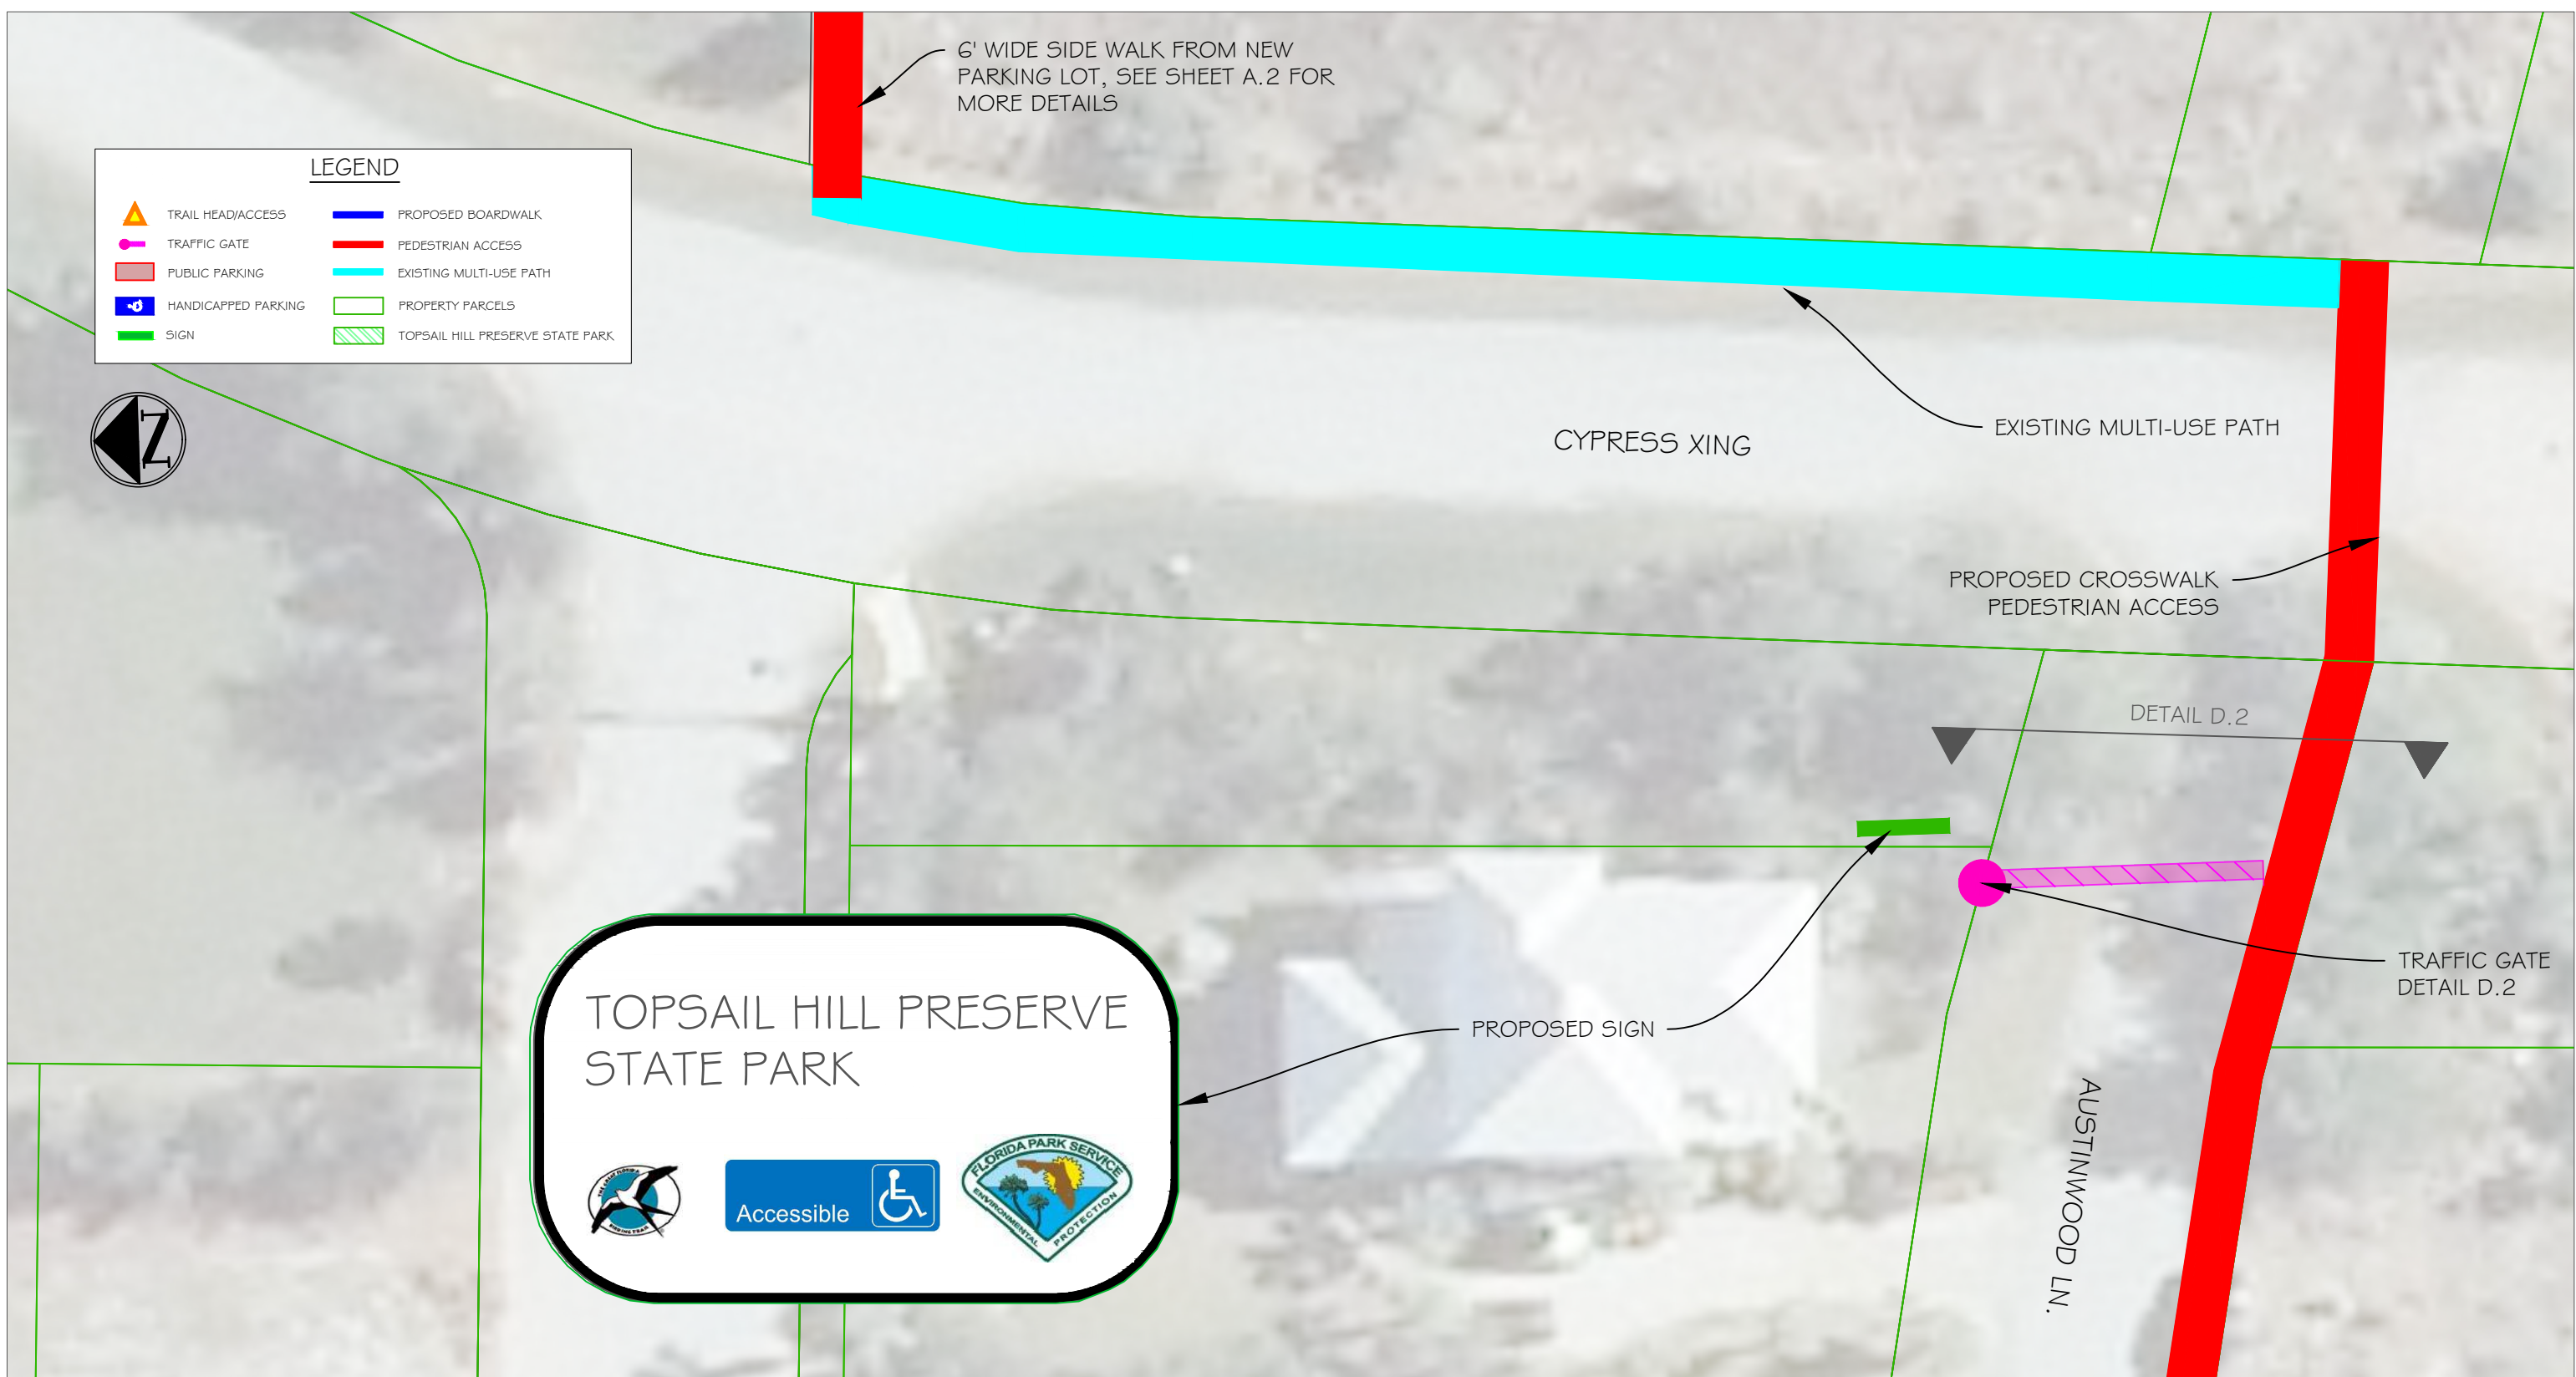 6' WIDE SIDE WALK FROM NEW
PARKING LOT, SEE SHEET A.2 FOR
MORE DETAILS
LEGEND
TRAIL HEAD/ACCESS
TRAFFIC GATE
PUBLIC PARKING
HANDICAPPED PARKING
SIGN
PROPOSED BOARDWALK
PEDESTRIAN ACCESS
EXISTING MULTI-USE PATH
PROPERTY PARCELS
TOPSAIL HILL PRESERVE STATE PARK
N
CYPRESS XING
EXISTING MULTI-USE PATH
PROPOSED CROSSWALK
PEDESTRIAN ACCESS
DETAIL D.2
TRAFFIC GATE
DETAIL D.2
PROPOSED SIGN
AUSTINWOOD LN.
TOPSAIL HILL PRESERVE
STATE PARK
Accessible
FLORIDA PARK SERVICE
ENVIRONMENTAL PROTECTION